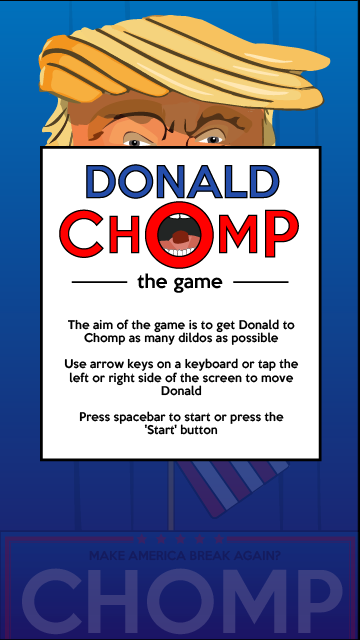 DONALD
CHOMP
the game
The aim of the game is to get Donald to
Chomp as many dildos as possible
Use arrow keys on a keyboard or tap the
left or right side of the screen to move
Donald
Press spacebar to start or press the
'Start' button
MAKE AMERICA BREAK AGAIN?
CHOMP